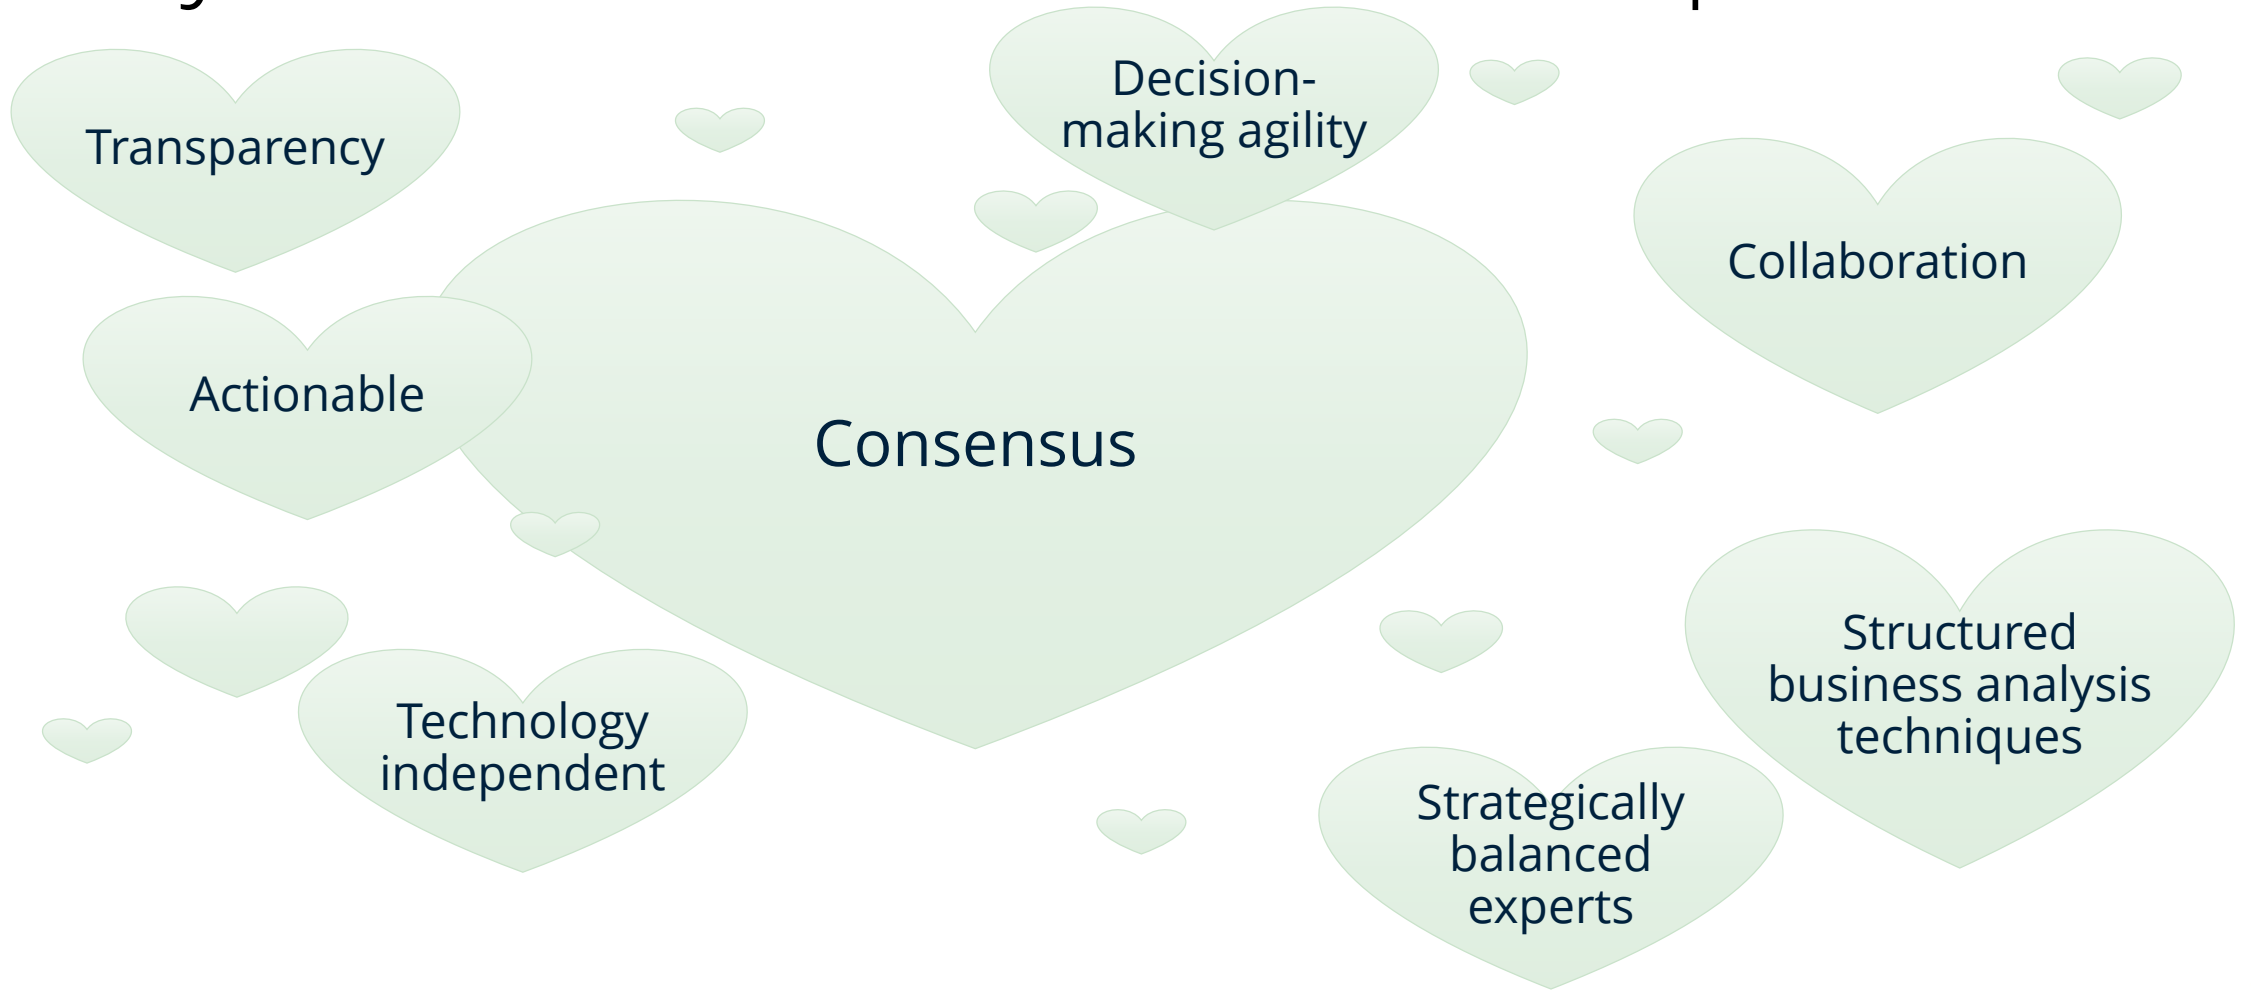 Decision-
making agility
Transparency
Collaboration
Actionable
Consensus
Structured
business analysis
techniques
Technology
independent
Strategically
balanced
experts